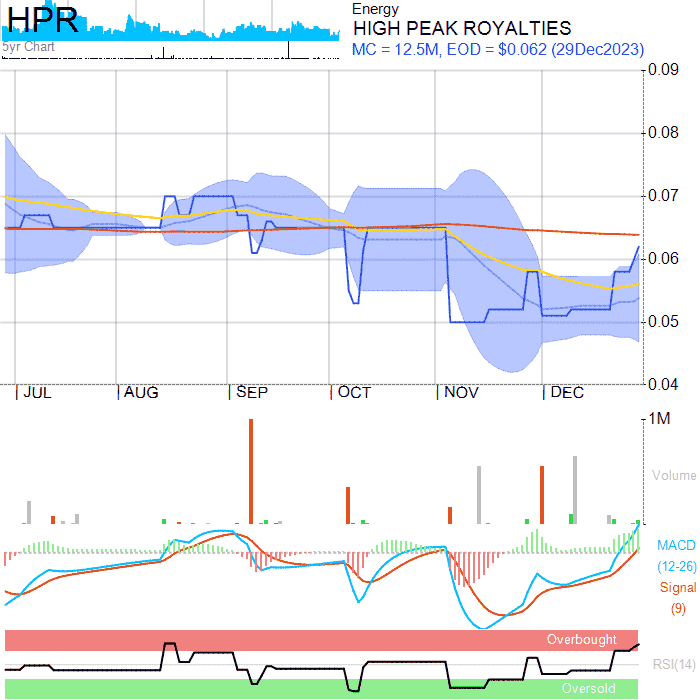 HPR
5yr Chart
Energy
HIGH PEAK ROYALTIES
MC = 12.5M, EOD = $0.062 (29Dec2023)
0.09
0.08
0.07
0.06
0.05
0.04
JUL AUG SEP OCT NOV DEC
1M
Volume
MACD
(12-26)
Signal
(9)
Overbought
RSI(14)
Oversold